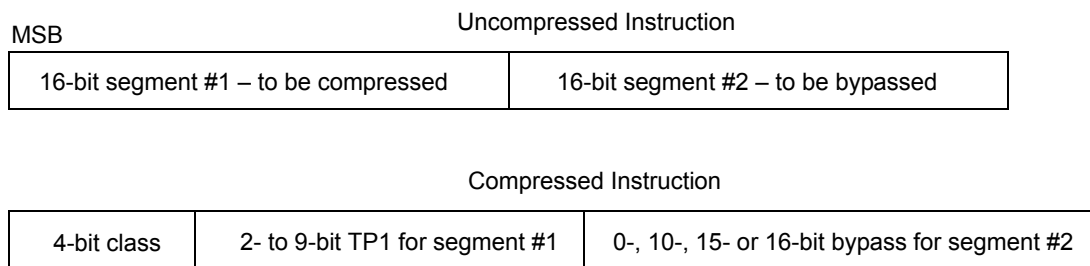 Uncompressed Instruction
MSB
16-bit segment #1 – to be compressed
16-bit segment #2 – to be bypassed
Compressed Instruction
4-bit class
2- to 9-bit TP1 for segment #1
0-, 10-, 15- or 16-bit bypass for segment #2